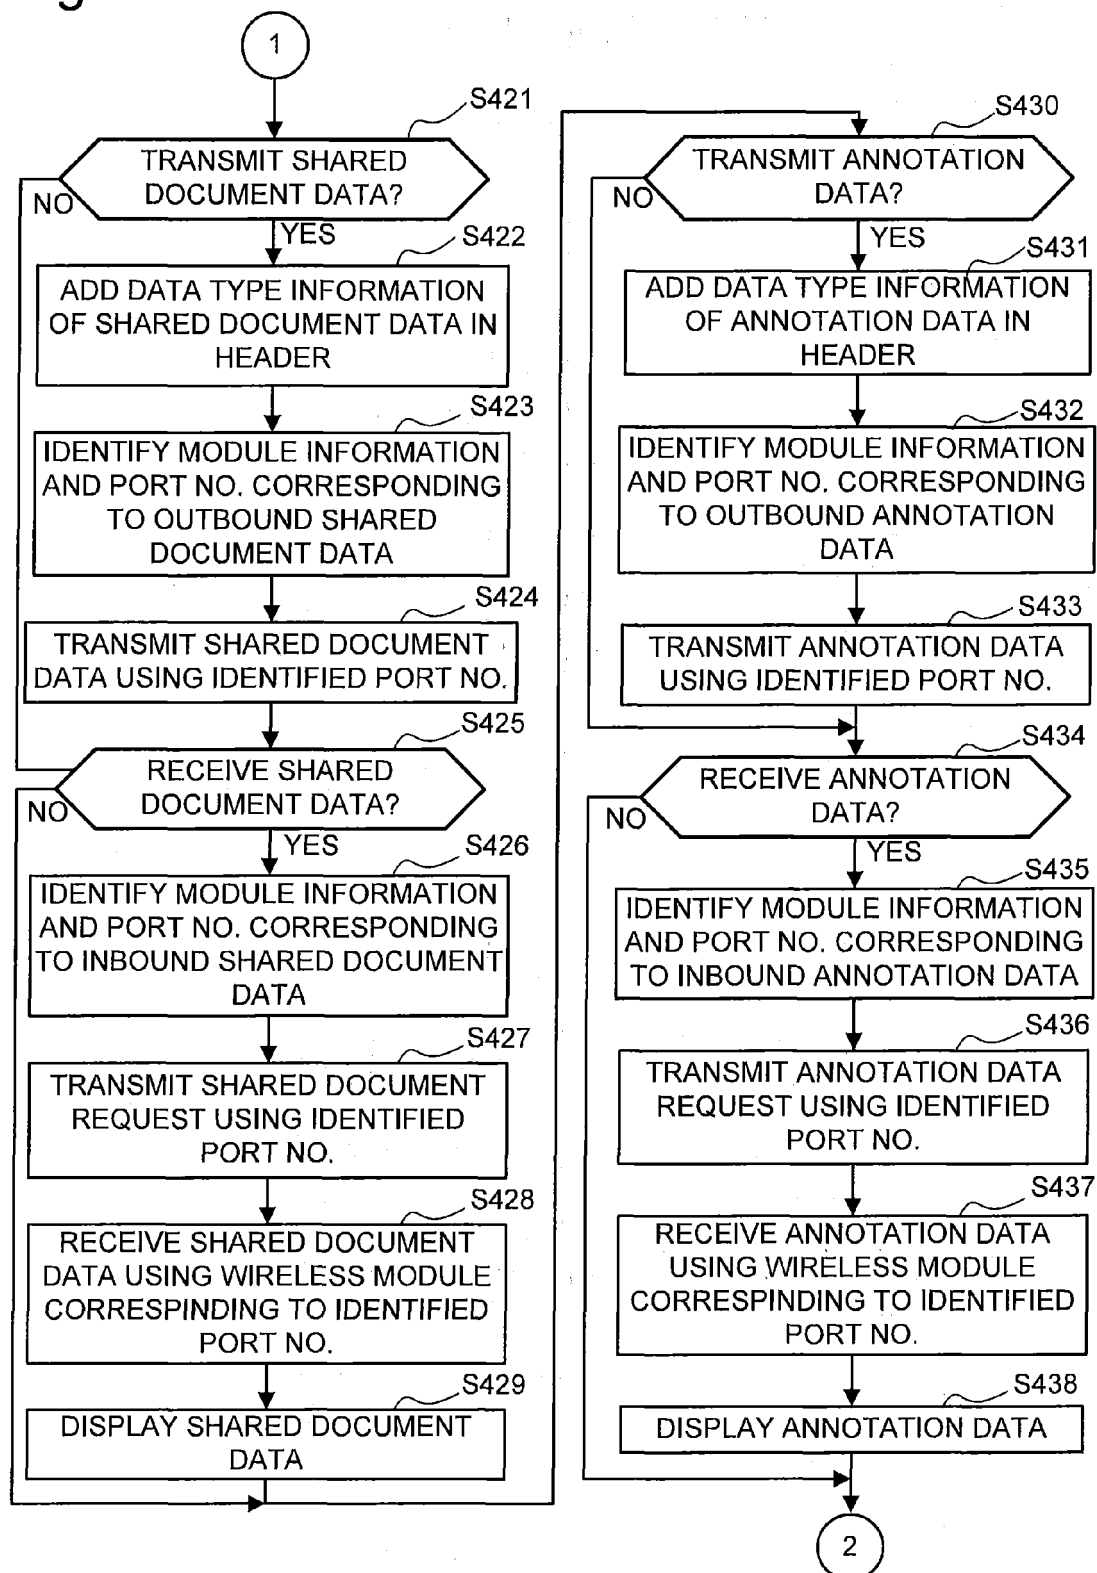 1
S421
TRANSMIT SHARED
DOCUMENT DATA?
NO
YES
S422
ADD DATA TYPE INFORMATION
OF SHARED DOCUMENT DATA IN
HEADER
S423
IDENTIFY MODULE INFORMATION
AND PORT NO. CORRESPONDING
TO OUTBOUND SHARED
DOCUMENT DATA
S424
TRANSMIT SHARED DOCUMENT
DATA USING IDENTIFIED PORT NO.
S425
RECEIVE SHARED
DOCUMENT DATA?
NO
YES
S426
IDENTIFY MODULE INFORMATION
AND PORT NO. CORRESPONDING
TO INBOUND SHARED DOCUMENT
DATA
S427
TRANSMIT SHARED DOCUMENT
REQUEST USING IDENTIFIED
PORT NO.
S428
RECEIVE SHARED DOCUMENT
DATA USING WIRELESS MODULE
CORRESPINDING TO IDENTIFIED
PORT NO.
S429
DISPLAY SHARED DOCUMENT
DATA
S430
TRANSMIT ANNOTATION
DATA?
NO
YES
S431
ADD DATA TYPE INFORMATION
OF ANNOTATION DATA IN
HEADER
S432
IDENTIFY MODULE INFORMATION
AND PORT NO. CORRESPONDING
TO OUTBOUND ANNOTATION
DATA
S433
TRANSMIT ANNOTATION DATA
USING IDENTIFIED PORT NO.
S434
RECEIVE ANNOTATION
DATA?
NO
YES
S435
IDENTIFY MODULE INFORMATION
AND PORT NO. CORRESPONDING
TO INBOUND ANNOTATION DATA
S436
TRANSMIT ANNOTATION DATA
REQUEST USING IDENTIFIED
PORT NO.
S437
RECEIVE ANNOTATION DATA
USING WIRELESS MODULE
CORRESPINDING TO IDENTIFIED
PORT NO.
S438
DISPLAY ANNOTATION DATA
2